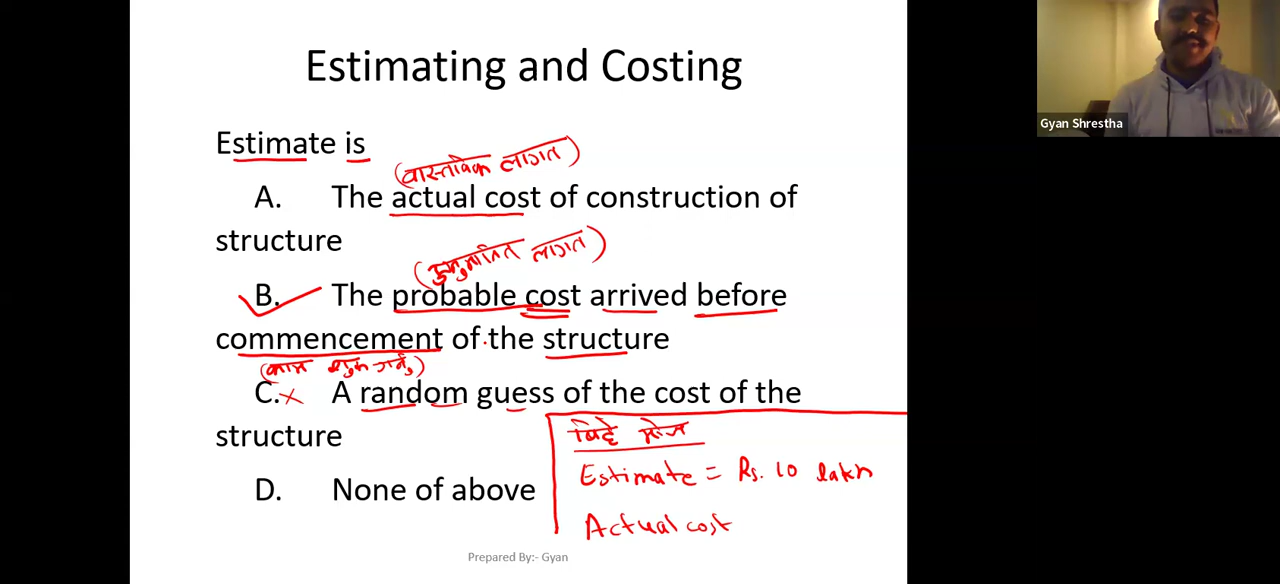 Estimating and Costing
Gyan Shrestha
Estimate is
(वास्तविक लागत)
A. The actual cost of construction of
structure
(अनुमानित लागत)
B. The probable cost arrived before
commencement of the structure
(काम शुरू गर्नु)
C. A random guess of the cost of the
structure
Estimate = Rs. 10 lakh
D. None of above
Actual cost
Prepared By:- Gyan